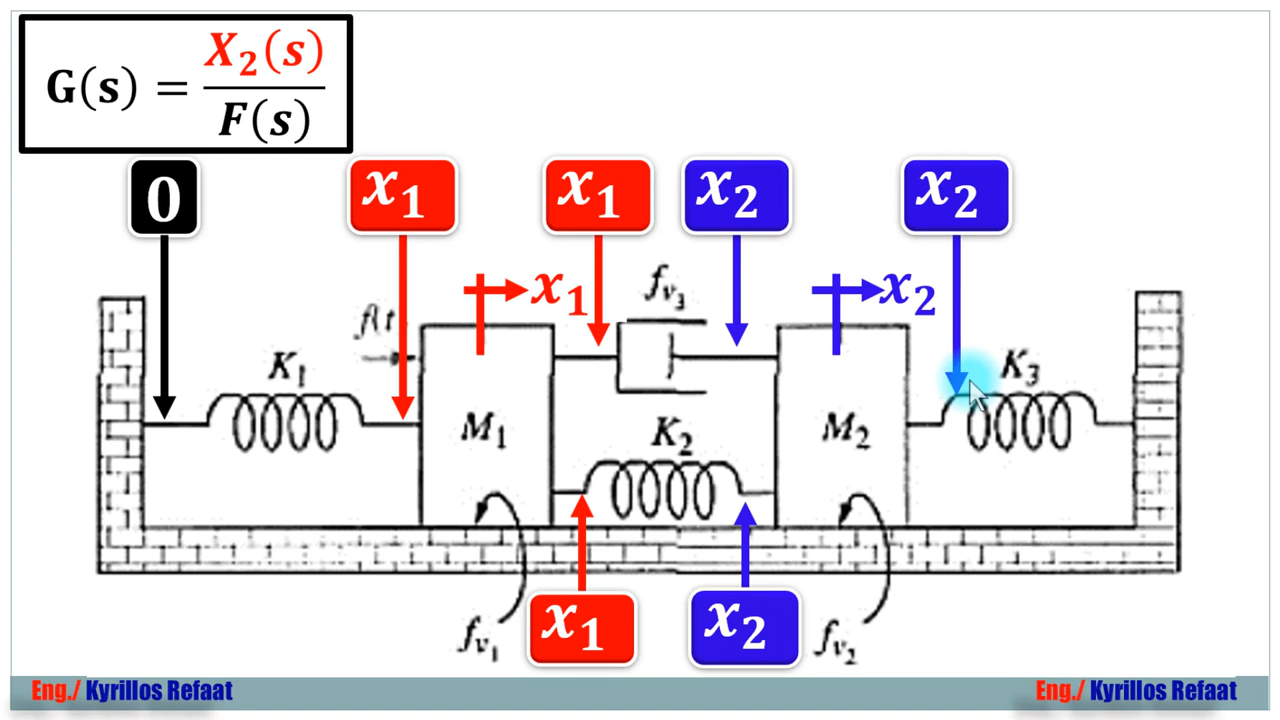 G(s) = X₂(s) / F(s)
0 x₁ x₁ x₂ x₂
x₁ f_v₃ x₂
f(t
K₁ K₃
M₁ K₂ M₂
x₁ x₂
f_v₁ f_v₂
Eng./ Kyrillos Refaat Eng./ Kyrillos Refaat